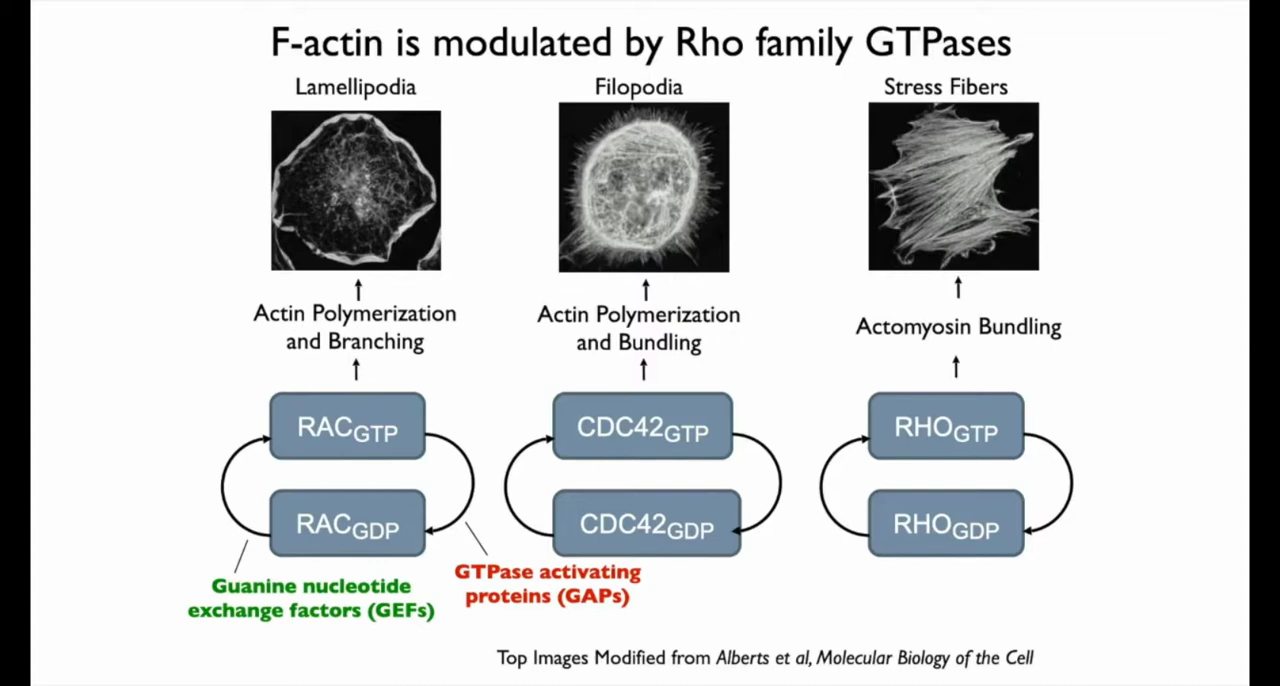 F-actin is modulated by Rho family GTPases
Lamellipodia
Filopodia
Stress Fibers
Actin Polymerization
and Branching
Actin Polymerization
and Bundling
Actomyosin Bundling
RACGTP
CDC42GTP
RHOGTP
RACGDP
CDC42GDP
RHOGDP
Guanine nucleotide
exchange factors (GEFs)
GTPase activating
proteins (GAPs)
Top Images Modified from Alberts et al, Molecular Biology of the Cell